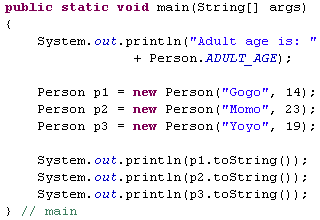 public static void main(String[] args)
{
    System.out.println("Adult age is: "
                + Person.ADULT_AGE);
    Person p1 = new Person("Gogo", 14);
    Person p2 = new Person("Momo", 23);
    Person p3 = new Person("Yoyo", 19);
    System.out.println(p1.toString());
    System.out.println(p2.toString());
    System.out.println(p3.toString());
} // main